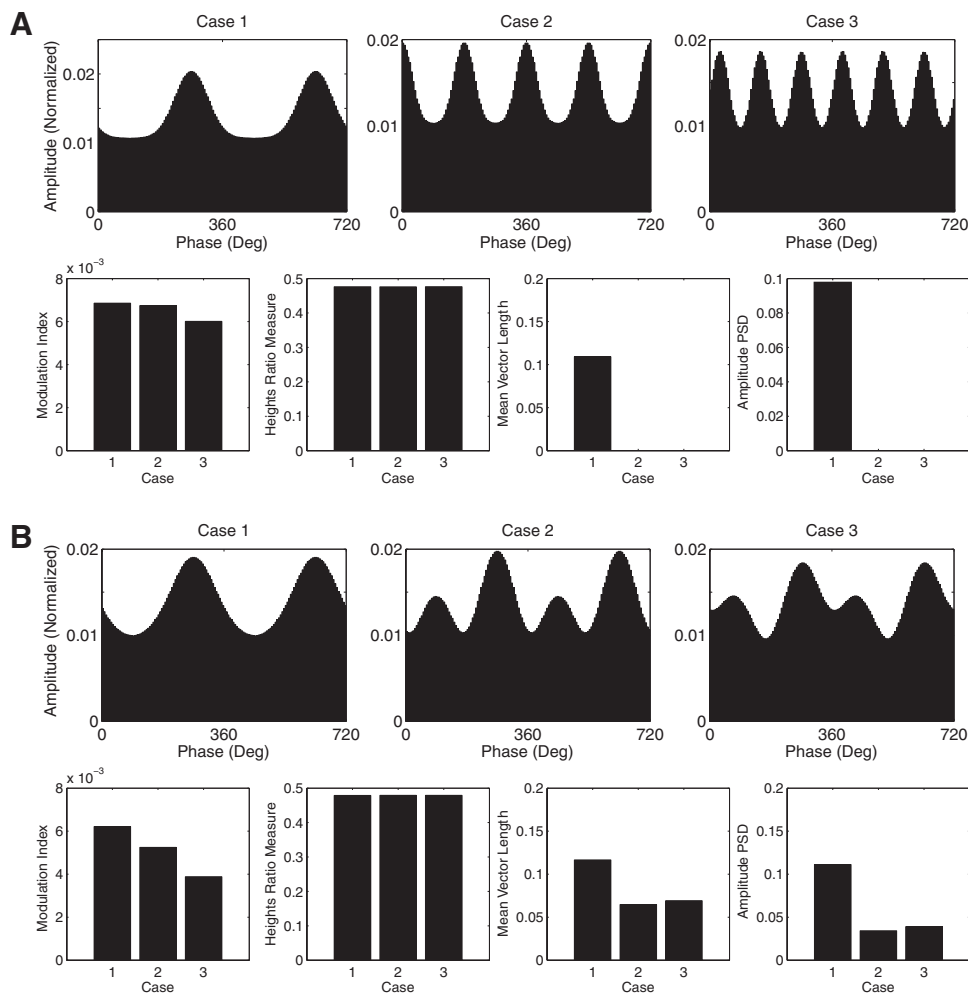 A
Case 1
Case 2
Case 3
Amplitude (Normalized)
0.02
0.01
0
0.02
0.01
0
0.02
0.01
0
0 360 720
0 360 720
0 360 720
Phase (Deg)
Phase (Deg)
Phase (Deg)
x 10⁻³
Modulation Index
8
6
4
2
0
1 2 3
Case
Heights Ratio Measure
0.5
0.4
0.3
0.2
0.1
0
1 2 3
Case
Mean Vector Length
0.2
0.15
0.1
0.05
0
1 2 3
Case
Amplitude PSD
0.1
0.08
0.06
0.04
0.02
0
1 2 3
Case
B
Case 1
Case 2
Case 3
Amplitude (Normalized)
0.02
0.01
0
0.02
0.01
0
0.02
0.01
0
0 360 720
0 360 720
0 360 720
Phase (Deg)
Phase (Deg)
Phase (Deg)
x 10⁻³
Modulation Index
8
6
4
2
0
1 2 3
Case
Heights Ratio Measure
0.5
0.4
0.3
0.2
0.1
0
1 2 3
Case
Mean Vector Length
0.2
0.15
0.1
0.05
0
1 2 3
Case
Amplitude PSD
0.2
0.15
0.1
0.05
0
1 2 3
Case